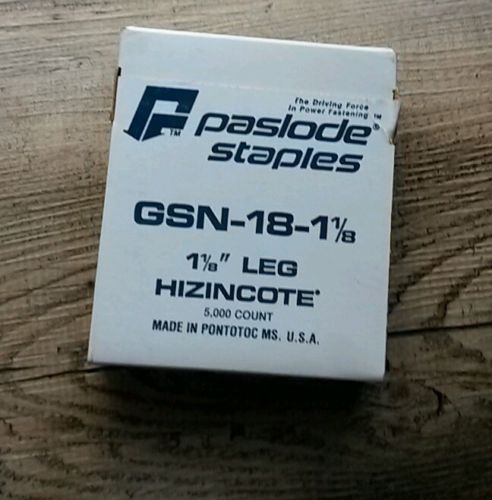 The Driving Force
in Power Fastening™
™
paslode®
staples
GSN-18-1⅛
1⅛" LEG
HIZINCOTE®
5,000 COUNT
MADE IN PONTOTOC MS. U.S.A.